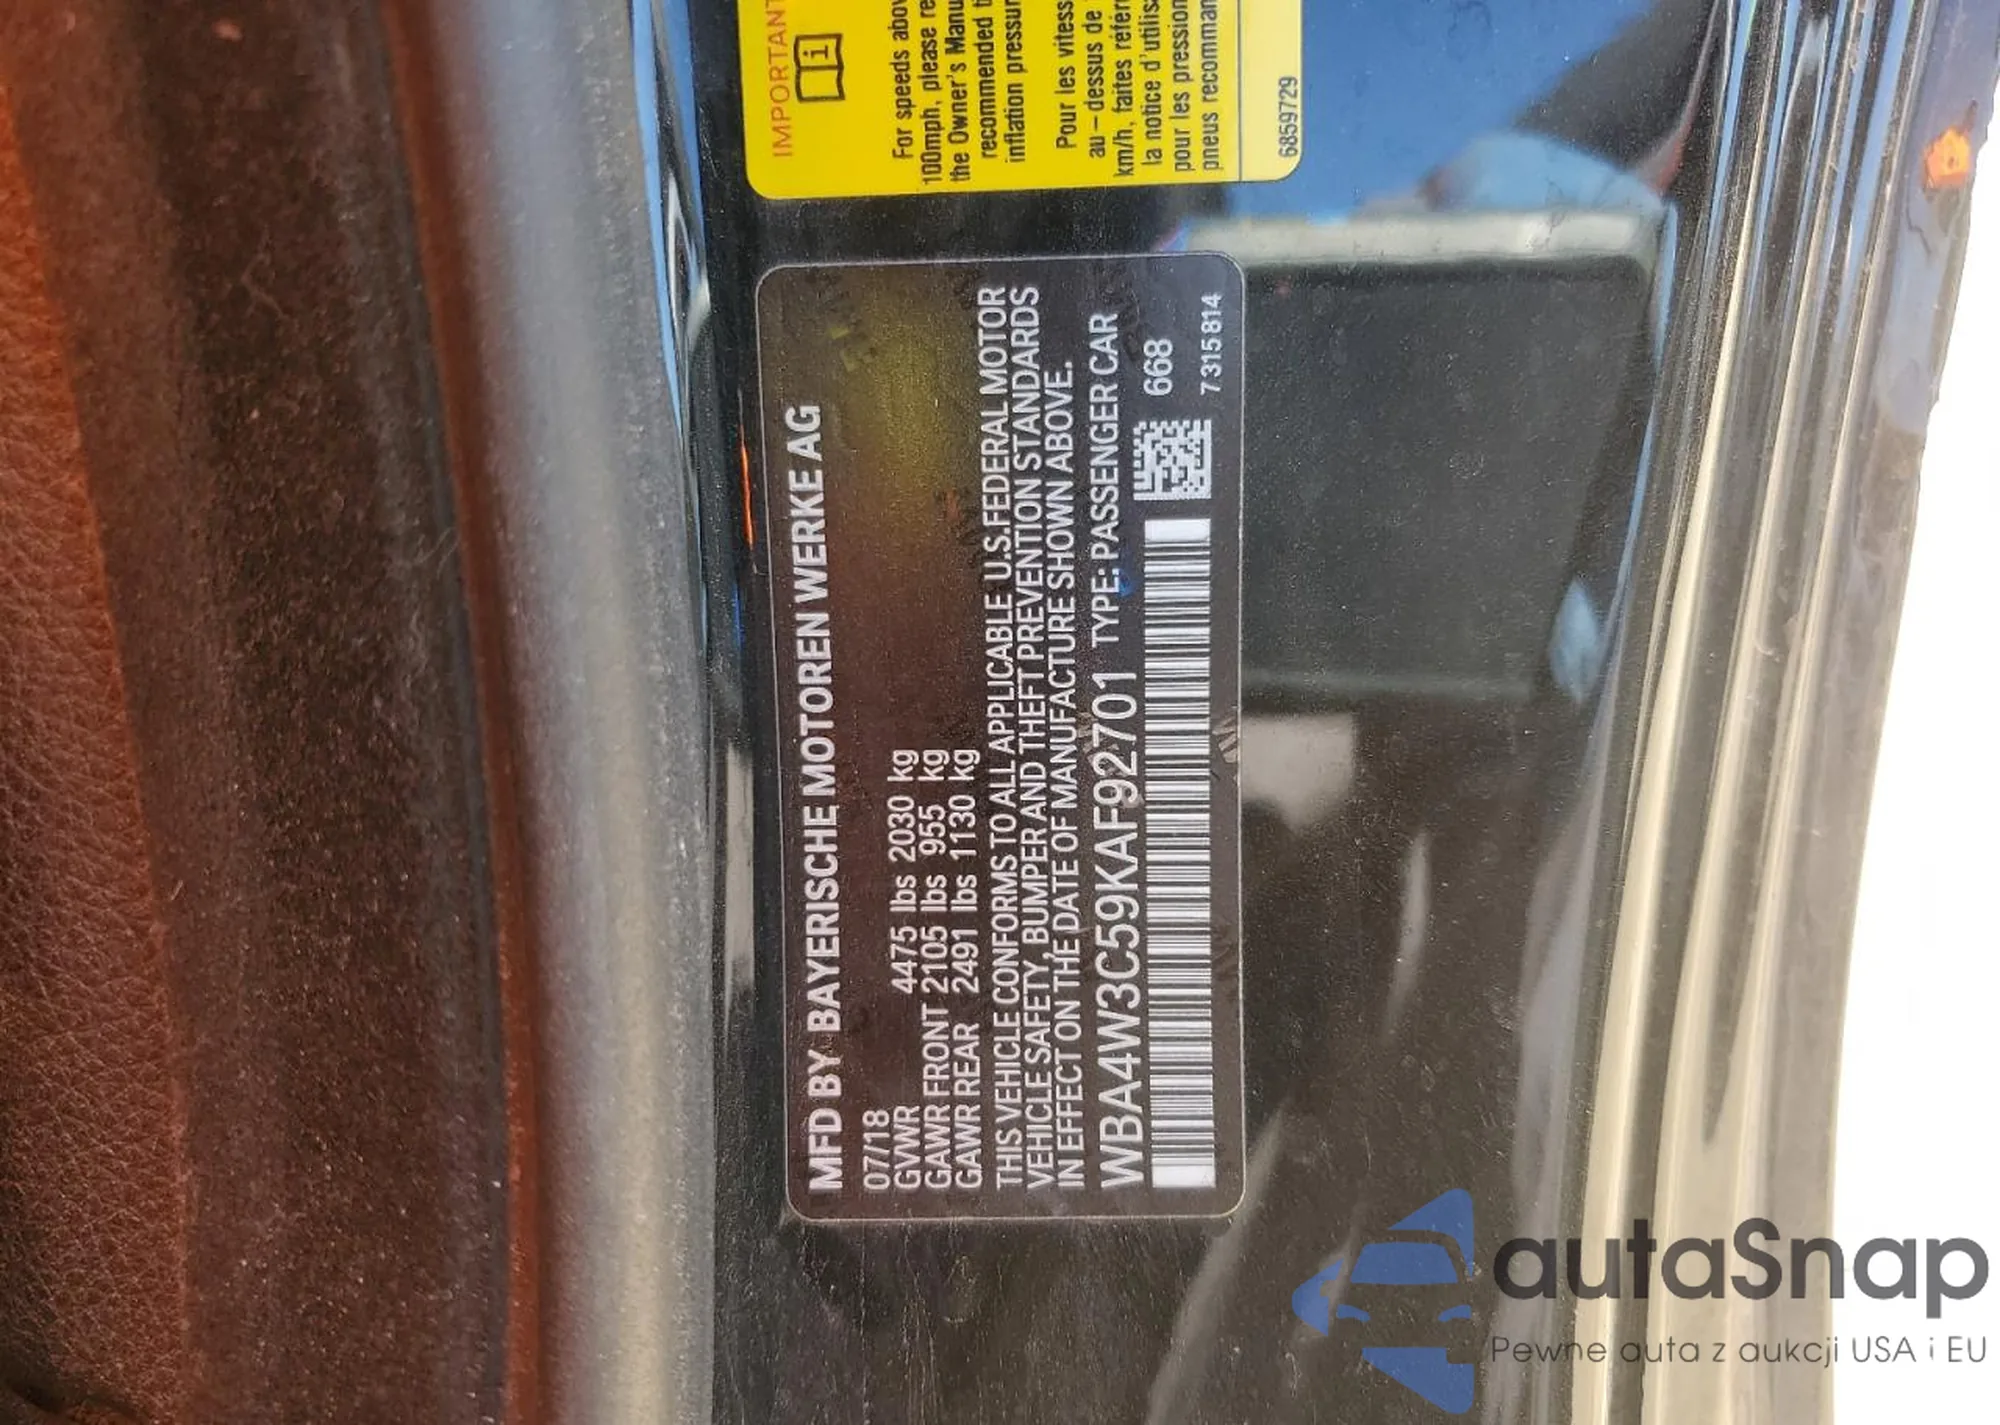 IMPORTANT
For speeds abov
100mph, please re
the Owner's Manu
recommended t
inflation pressur
Pour les vitess
au-dessus de
km/h, faites référ
la notice d'utilisa
pour les pression
pneus recomman
6859729
MFD BY BAYERISCHE MOTOREN WERKE AG
07/18
GVWR 4475 lbs 2030 kg
GAWR FRONT 2105 lbs 955 kg
GAWR REAR 2491 lbs 1130 kg
THIS VEHICLE CONFORMS TO ALL APPLICABLE U.S.FEDERAL MOTOR
VEHICLE SAFETY, BUMPER AND THEFT PREVENTION STANDARDS
IN EFFECT ON THE DATE OF MANUFACTURE SHOWN ABOVE.
WBA4W3C59KAF92701 TYPE: PASSENGER CAR
668
7315814
autaSnap
Pewne auta z aukcji USA i EU